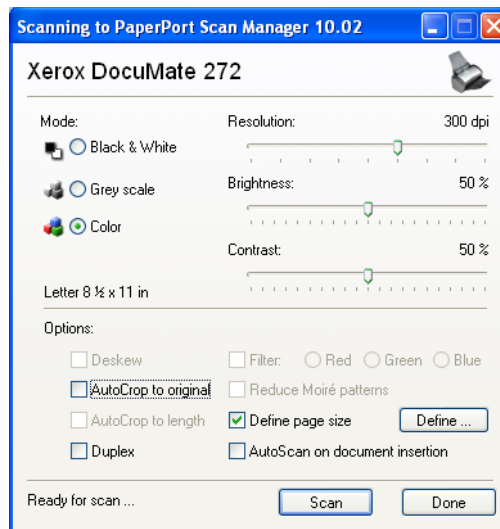 Scanning to PaperPort Scan Manager 10.02
Xerox DocuMate 272
Mode:
Black & White
Grey scale
Color
Letter 8 ½ x 11 in
Resolution: 300 dpi
Brightness: 50 %
Contrast: 50 %
Options:
Deskew
AutoCrop to original
AutoCrop to length
Duplex
Filter: Red Green Blue
Reduce Moiré patterns
Define page size Define ...
AutoScan on document insertion
Ready for scan ... Scan Done